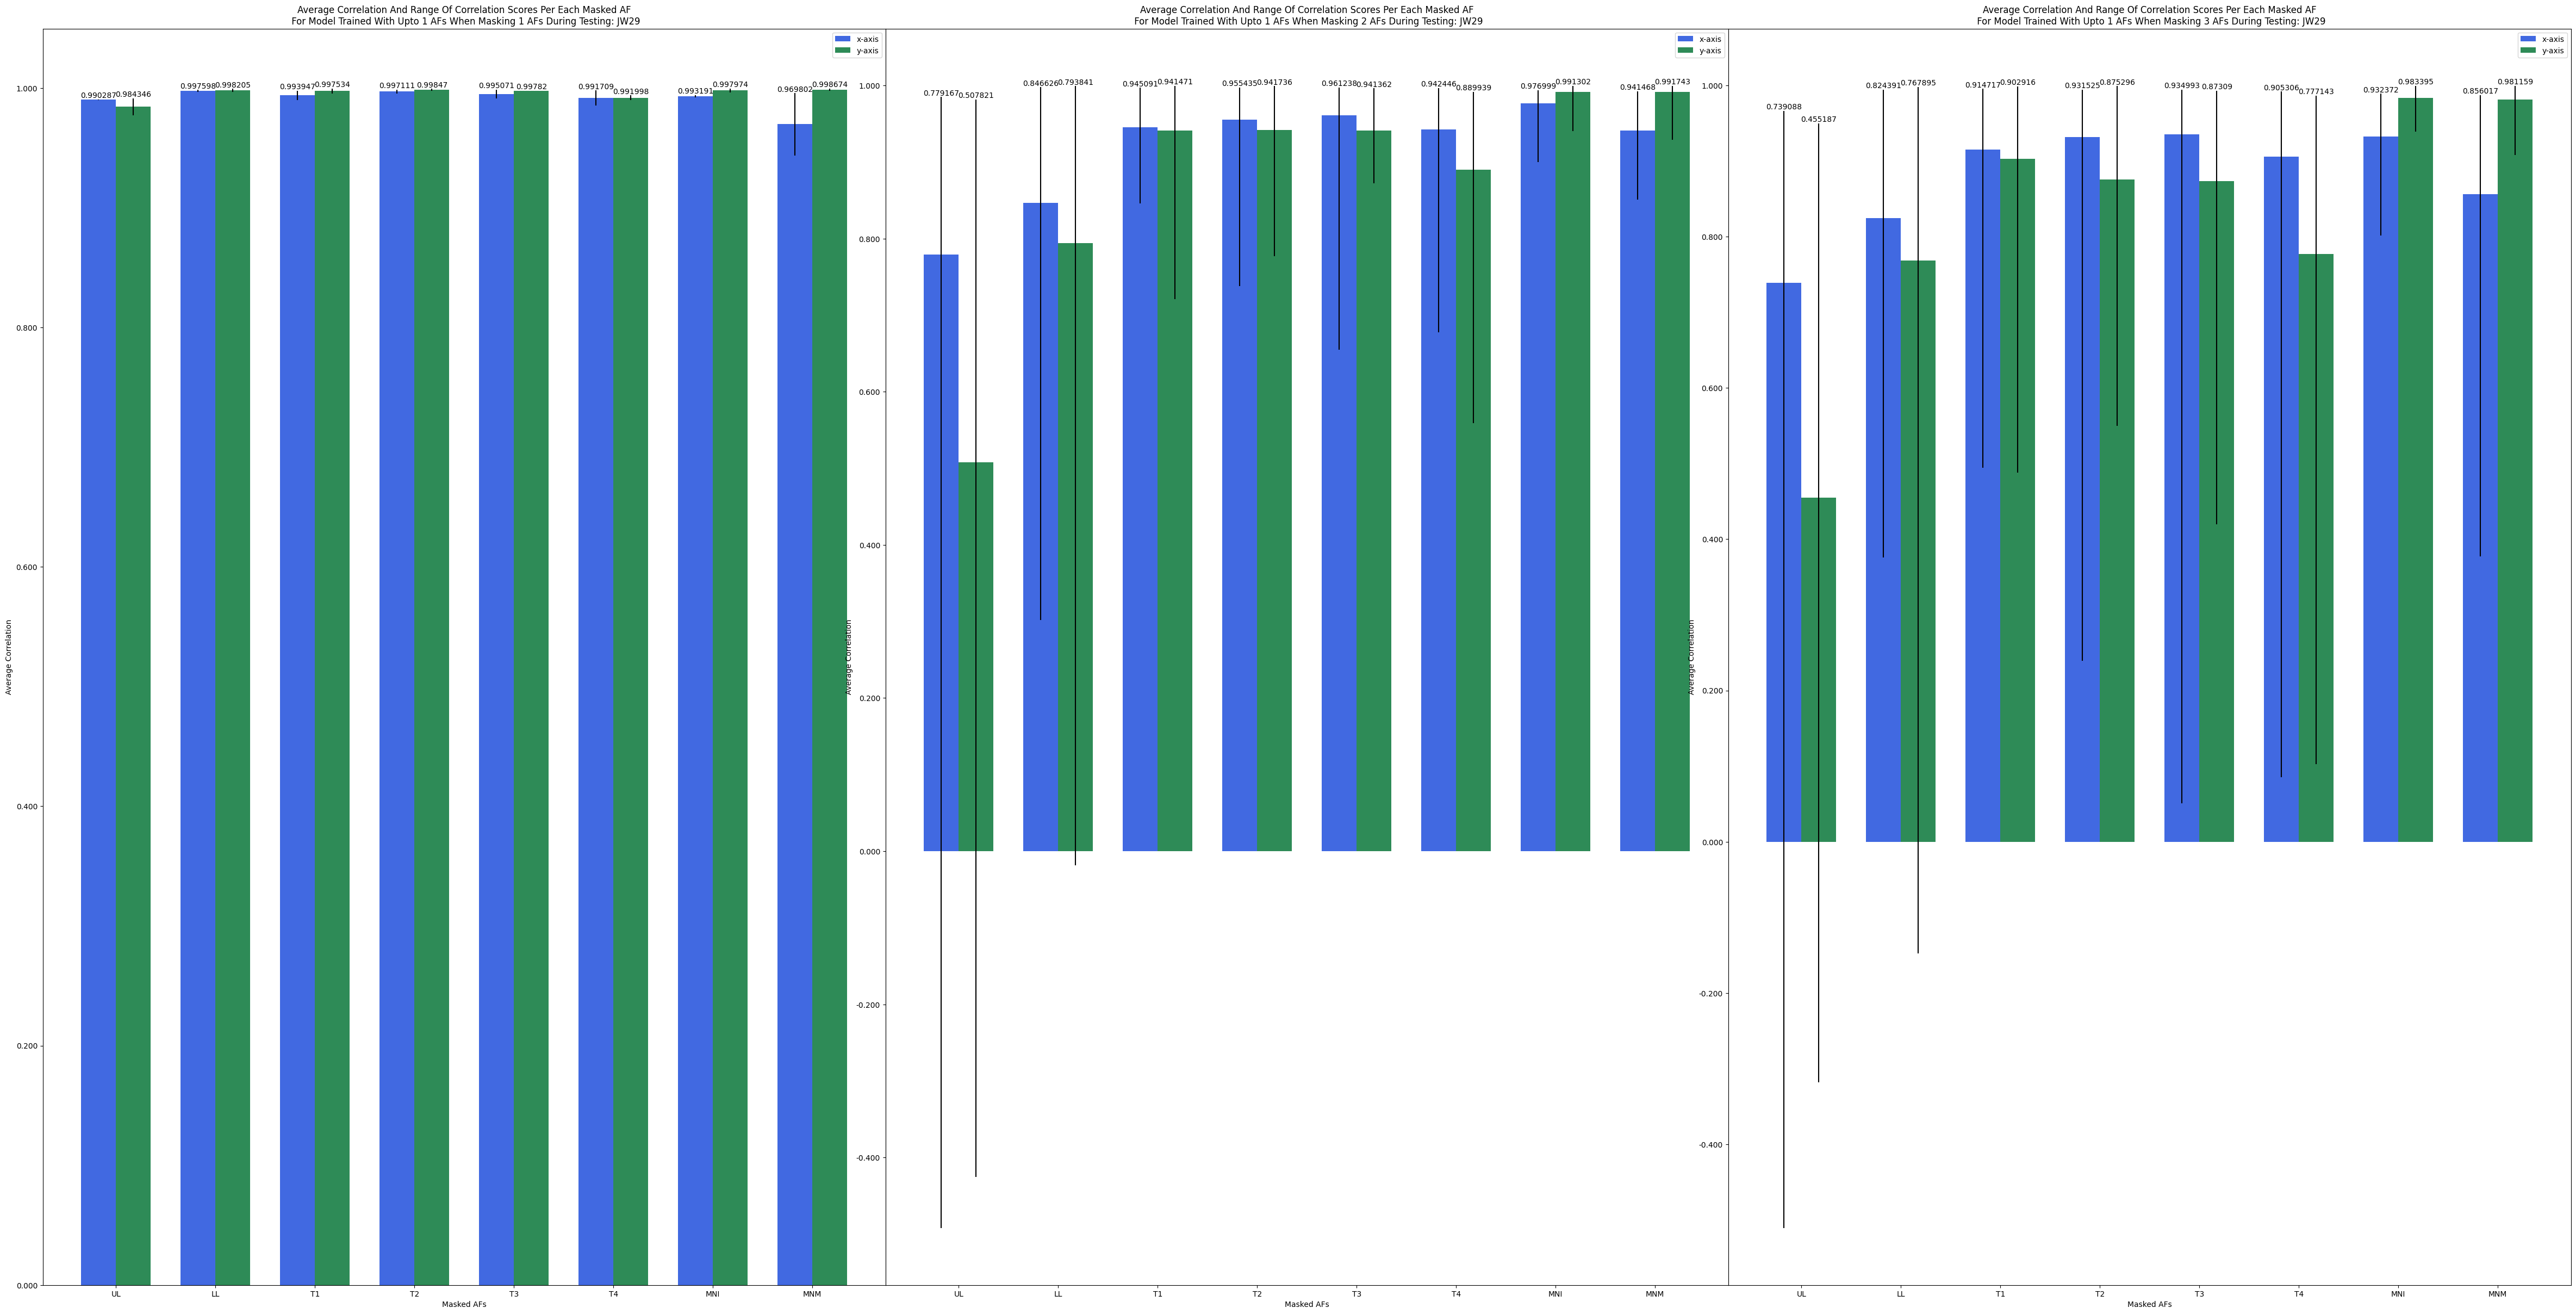 Average Correlation And Range Of Correlation Scores Per Each Masked AF
For Model Trained With Upto 1 AFs When Masking 1 AFs During Testing: JW29
x-axis
y-axis
1.000
0.800
0.600
0.400
0.200
0.000
Average Correlation
0.990287 0.984346 0.997598 0.998205 0.993947 0.997534 0.997111 0.99847 0.995071 0.99782 0.991709 0.991998 0.993191 0.997974 0.969802 0.998674
UL LL T1 T2 T3 T4 MNI MNM
Masked AFs
Average Correlation And Range Of Correlation Scores Per Each Masked AF
For Model Trained With Upto 1 AFs When Masking 2 AFs During Testing: JW29
x-axis
y-axis
1.000
0.800
0.600
0.400
0.200
0.000
-0.200
-0.400
Average Correlation
0.779167 0.507821 0.846626 0.793841 0.945091 0.941471 0.955435 0.941736 0.961238 0.941362 0.942446 0.889939 0.976999 0.991302 0.941468 0.991743
UL LL T1 T2 T3 T4 MNI MNM
Masked AFs
Average Correlation And Range Of Correlation Scores Per Each Masked AF
For Model Trained With Upto 1 AFs When Masking 3 AFs During Testing: JW29
x-axis
y-axis
1.000
0.800
0.600
0.400
0.200
0.000
-0.200
-0.400
Average Correlation
0.739088 0.455187 0.824391 0.767895 0.914717 0.902916 0.931525 0.875296 0.934993 0.87309 0.905306 0.777143 0.932372 0.983395 0.856017 0.981159
UL LL T1 T2 T3 T4 MNI MNM
Masked AFs